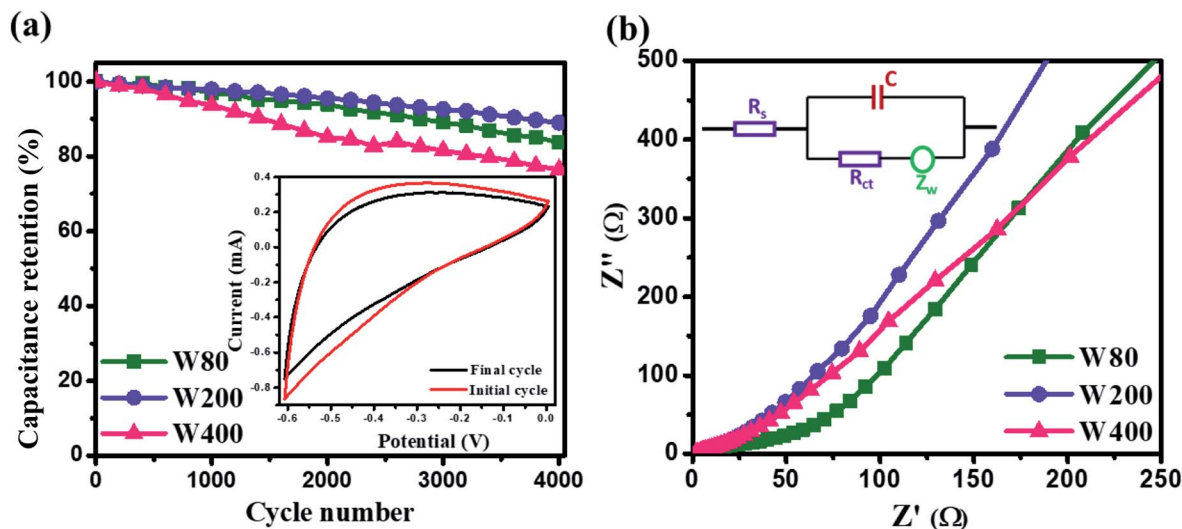 (a)
Capacitance retention (%)
100
80
60
40
20
0
0 1000 2000 3000 4000
Cycle number
W80
W200
W400
Current (mA)
0.4
0.2
0.0
-0.2
-0.4
-0.6
-0.8
-0.6 -0.5 -0.4 -0.3 -0.2 -0.1 0.0
Potential (V)
Final cycle
Initial cycle
(b)
Z'' (Ω)
500
400
300
200
100
0
0 50 100 150 200 250
Z' (Ω)
Rs
C
Rct
Zw
W80
W200
W400